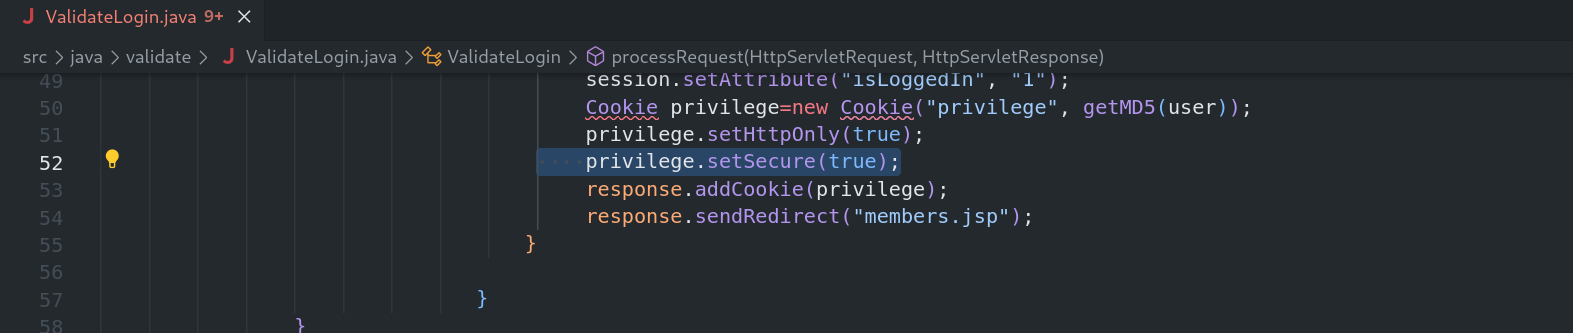 J ValidateLogin.java 9+ ×
src > java > validate > J ValidateLogin.java > ValidateLogin > processRequest(HttpServletRequest, HttpServletResponse)
49 session.setAttribute("isLoggedIn", "1");
50 Cookie privilege=new Cookie("privilege", getMD5(user));
51 privilege.setHttpOnly(true);
52 ····privilege.setSecure(true);
53 response.addCookie(privilege);
54 response.sendRedirect("members.jsp");
55 }
56
57 }
58 }